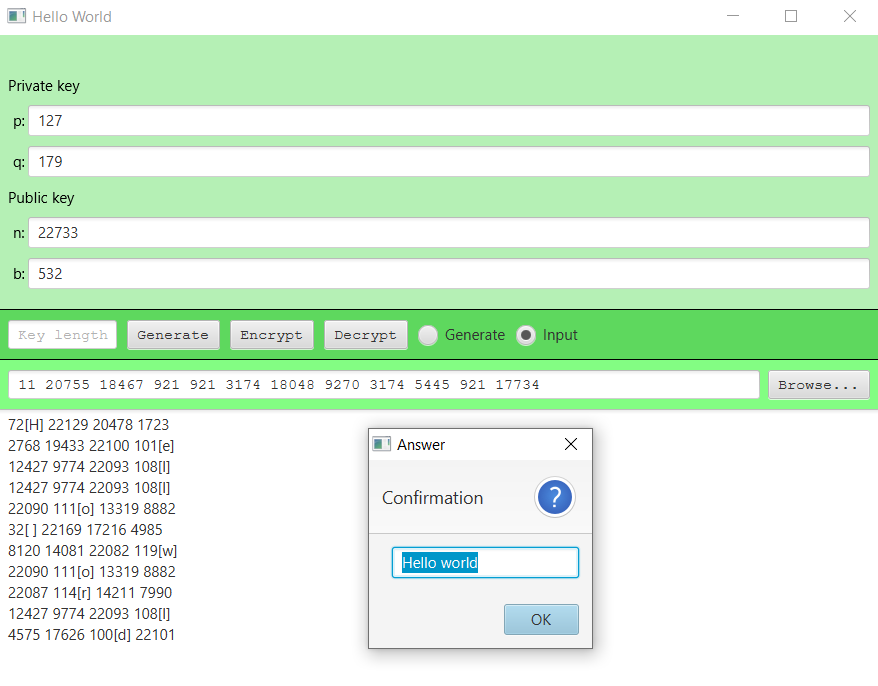 Hello World
Private key
p: 127
q: 179
Public key
n: 22733
b: 532
Key length Generate Encrypt Decrypt Generate Input
11 20755 18467 921 921 3174 18048 9270 3174 5445 921 17734 Browse...
72[H] 22129 20478 1723
2768 19433 22100 101[e]
12427 9774 22093 108[l]
12427 9774 22093 108[l]
22090 111[o] 13319 8882
32[ ] 22169 17216 4985
8120 14081 22082 119[w]
22090 111[o] 13319 8882
22087 114[r] 14211 7990
12427 9774 22093 108[l]
4575 17626 100[d] 22101
Answer
Confirmation
Hello world
OK